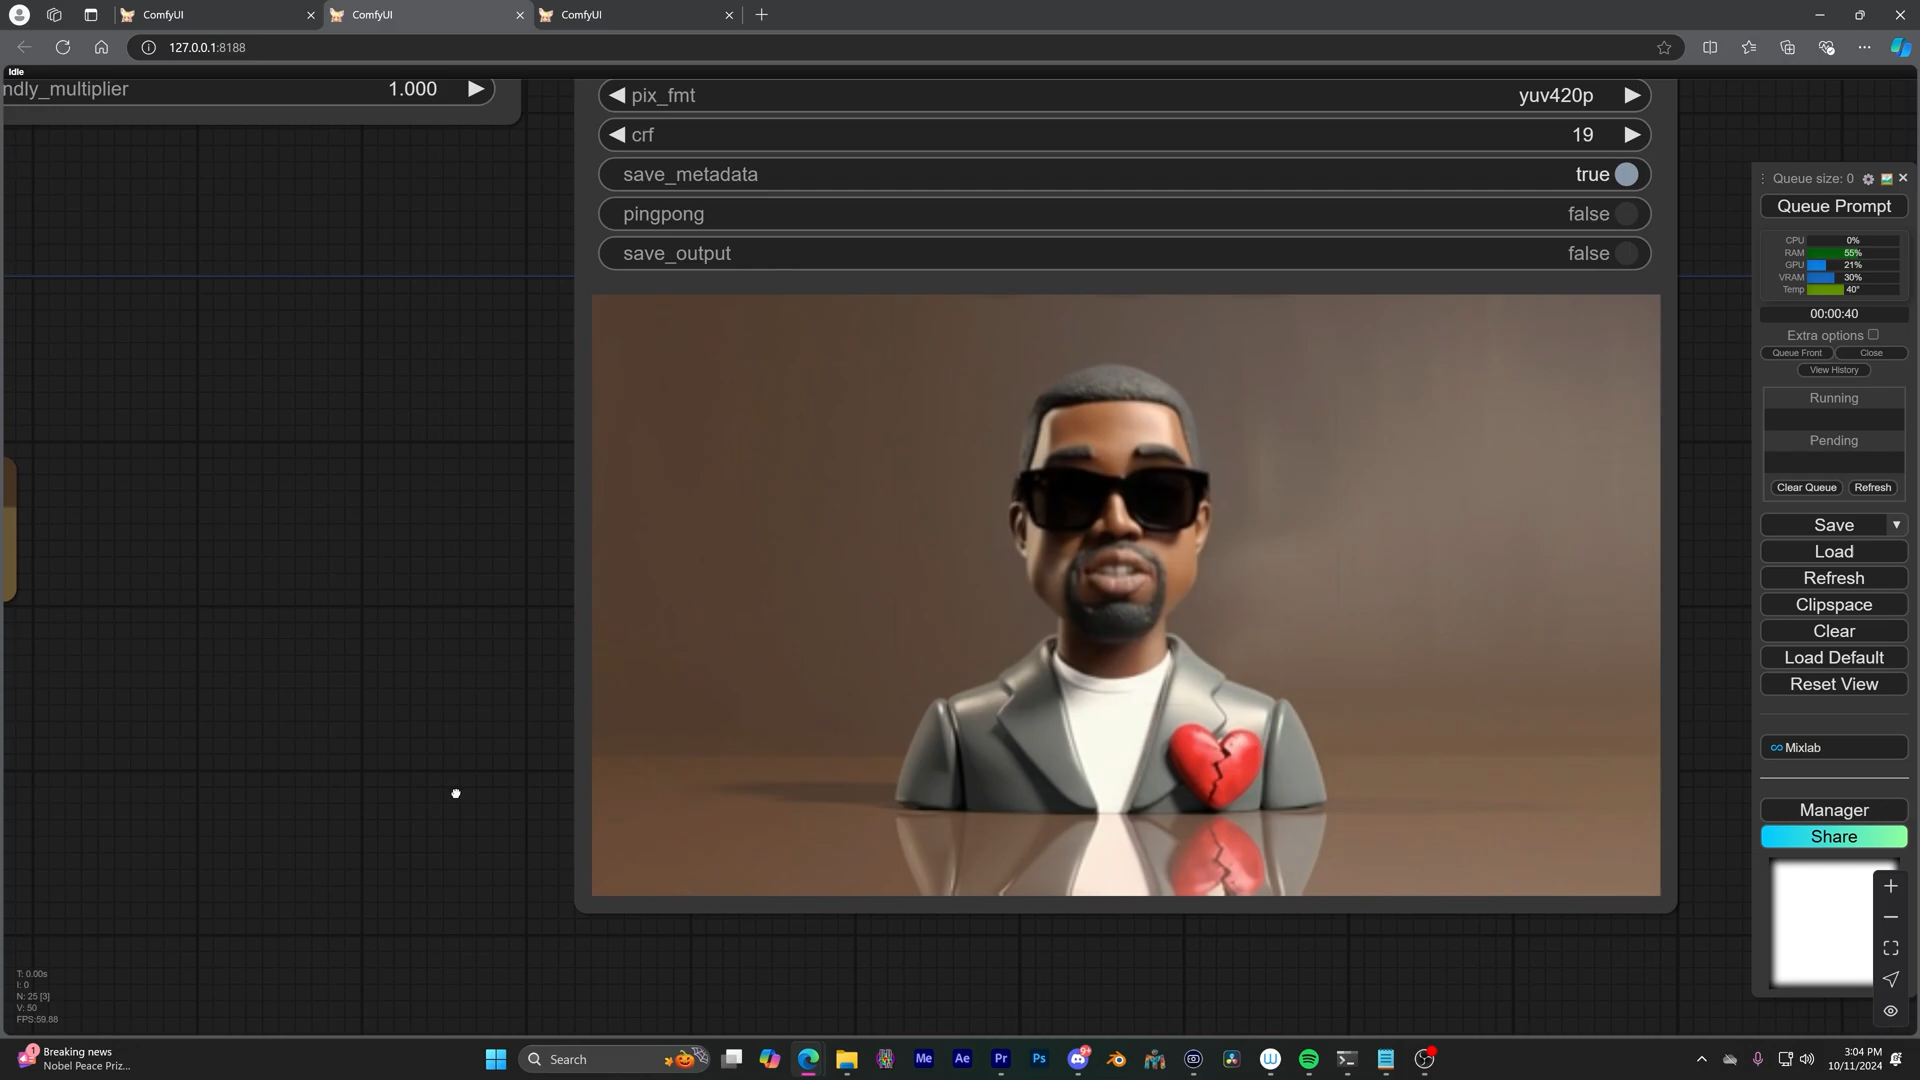 ComfyUI
ComfyUI
ComfyUI
127.0.0.1:8188
Idle
ndly_multiplier 1.000
pix_fmt yuv420p
crf 19
save_metadata true
pingpong false
save_output false
Queue size: 0
Queue Prompt
CPU 0%
RAM 55%
GPU 21%
VRAM 30%
Temp 40°
00:00:40
Extra options
Queue Front Close
View History
Running
Pending
Clear Queue Refresh
Save
Load
Refresh
Clipspace
Clear
Load Default
Reset View
Mixlab
Manager
Share
T: 0.00s
I: 0
N: 25 [3]
V: 50
FPS:59.88
1
Breaking news
Nobel Peace Priz...
Search
Me
Ae
Pr
Ps
3:04 PM
10/11/2024